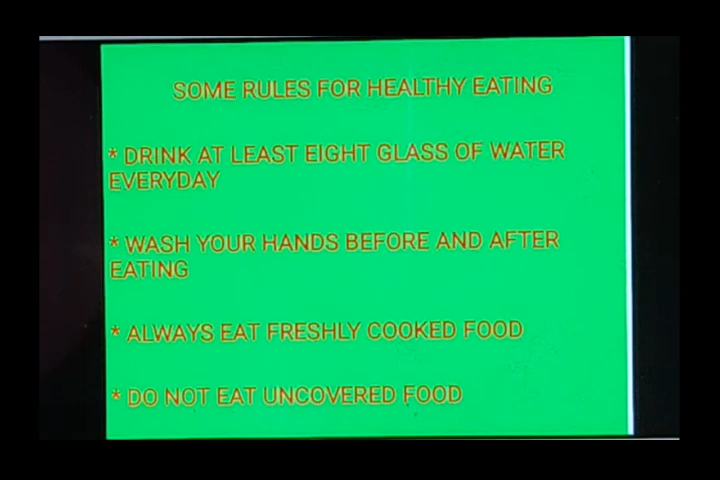 SOME RULES FOR HEALTHY EATING
* DRINK AT LEAST EIGHT GLASS OF WATER
EVERYDAY
* WASH YOUR HANDS BEFORE AND AFTER
EATING
* ALWAYS EAT FRESHLY COOKED FOOD
* DO NOT EAT UNCOVERED FOOD